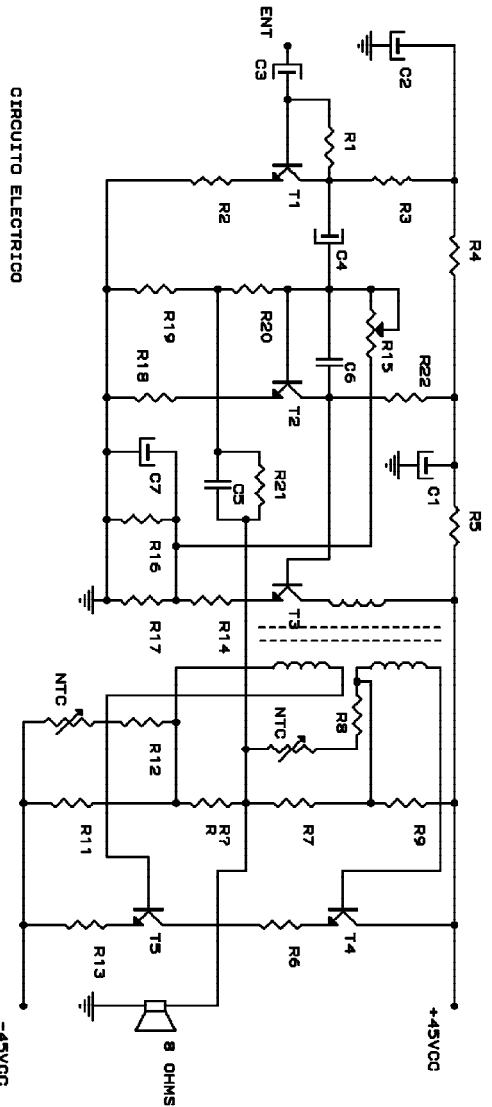 R4
R5
+45VCC
C1
R22
C2
R3
R9
R15
R1
C6
T4
R8
C4
R7
T1
T2
T3
R6
NTC
R21
C3
ENT
R20
C5
R2
R14
R?
R
R19
8 OHMS
C7
R16
R12
T5
R17
R18
R13
R11
NTC
CIRCUITO ELECTRICO
-45VCC